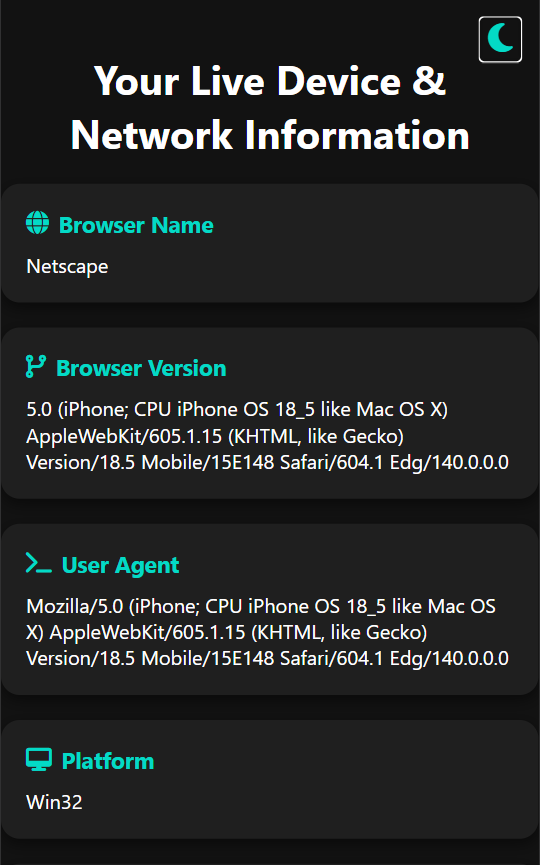 Your Live Device &
Network Information
Browser Name
Netscape
Browser Version
5.0 (iPhone; CPU iPhone OS 18_5 like Mac OS X)
AppleWebKit/605.1.15 (KHTML, like Gecko)
Version/18.5 Mobile/15E148 Safari/604.1 Edg/140.0.0.0
User Agent
Mozilla/5.0 (iPhone; CPU iPhone OS 18_5 like Mac OS
X) AppleWebKit/605.1.15 (KHTML, like Gecko)
Version/18.5 Mobile/15E148 Safari/604.1 Edg/140.0.0.0
Platform
Win32